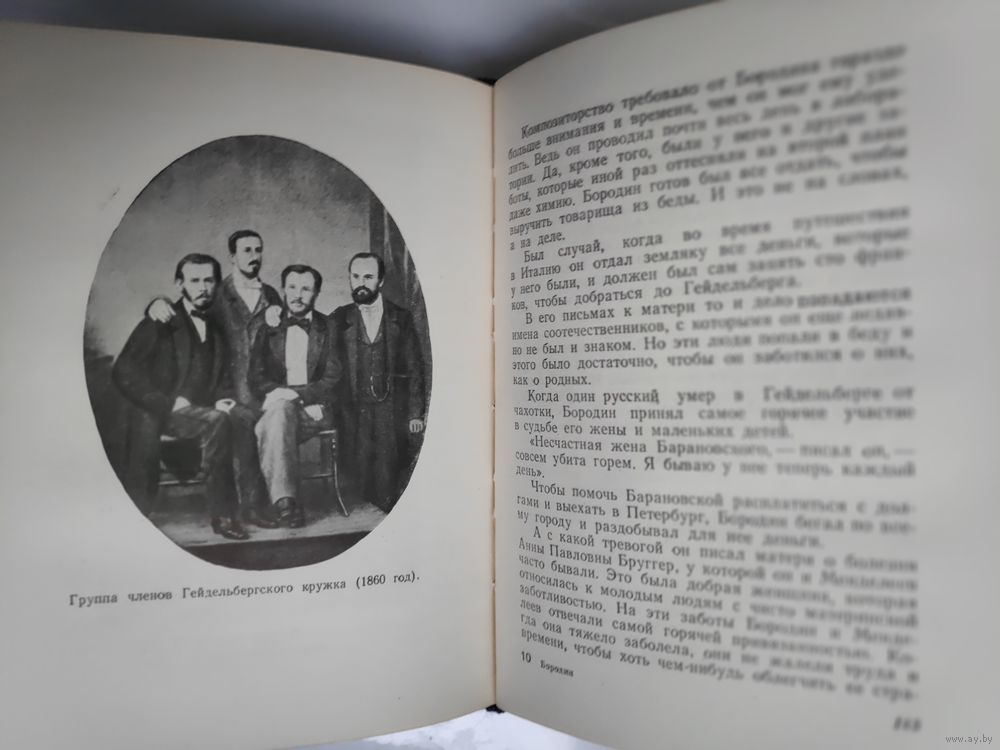 Группа членов Гейдельбергского кружка (1860 год).
Композиторство требовало от Бородина гораздо
больше внимания и времени, чем он мог ему уде-
лить. Ведь он проводил почти весь день в лабора-
тории. Да, кроме того, были у него и другие за-
боты, которые иной раз оттесняли на второй план
даже химию. Бородин готов был все отдать, чтобы
выручить товарища из беды. И это не на словах,
а на деле.
Был случай, когда во время путешествия
в Италию он отдал земляку все деньги, которые
у него были, и должен был сам занять сто фран-
ков, чтобы добраться до Гейдельберга.
В его письмах к матери то и дело попадаются
имена соотечественников, с которыми он еще недав-
но не был и знаком. Но эти люди попали в беду и
этого было достаточно, чтобы он заботился о них,
как о родных.
Когда один русский умер в Гейдельберге от
чахотки, Бородин принял самое горячее участие
в судьбе его жены и маленьких детей.
«Несчастная жена Барановского, — писал он, —
совсем убита горем. Я бываю у нее теперь каждый
день».
Чтобы помочь Барановской расплатиться с дол-
гами и выехать в Петербург, Бородин бегал по все-
му городу и раздобывал для нее деньги.
А с какой тревогой он писал матери о болезни
Анны Павловны Бруггер, у которой он и Менделеев
часто бывали. Это была добрая женщина, которая
относилась к молодым людям с чисто материнской
заботливостью. На эти заботы Бородин и Менде-
леев отвечали самой горячей привязанностью. Ко-
гда она тяжело заболела, они не жалели труда и
времени, чтобы хоть чем-нибудь облегчить ее стра-
10 Бородин
www.ay.by